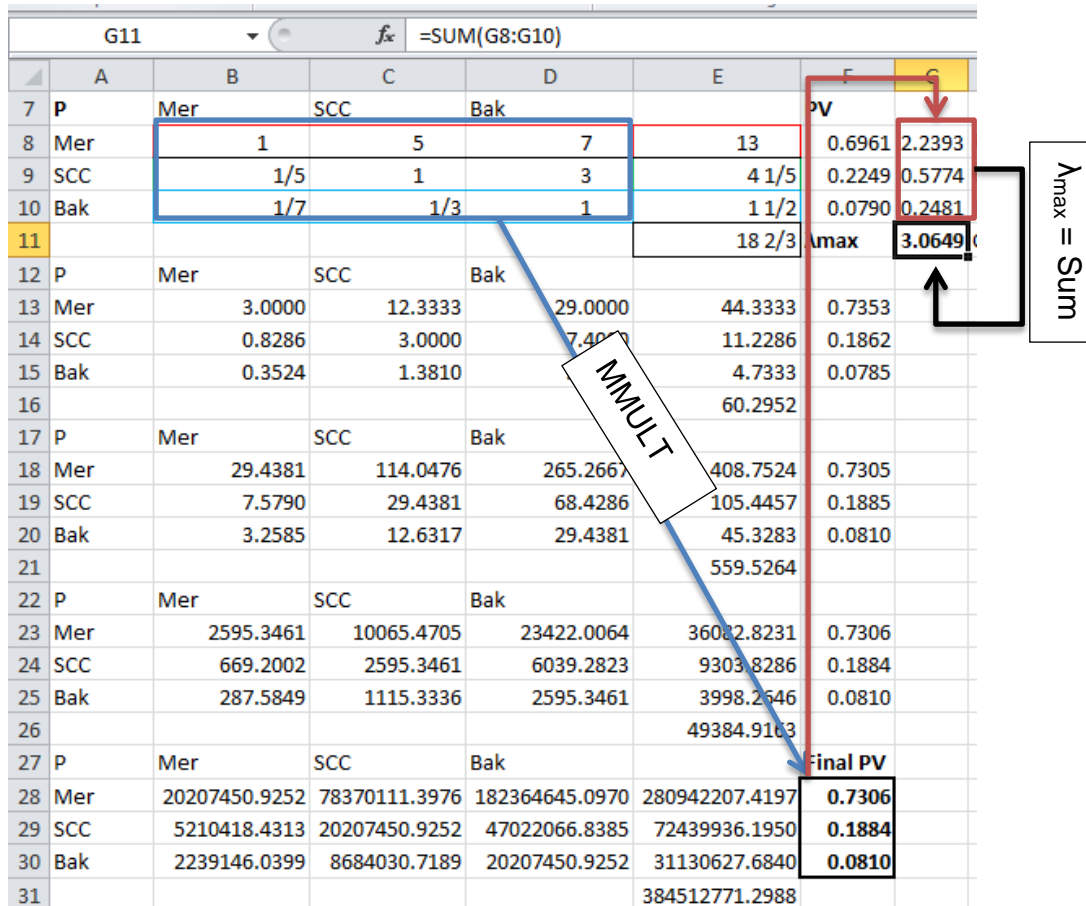 G11 fx =SUM(G8:G10)
A B C D E F G
7 P Mer SCC Bak PV
8 Mer 1 5 7 13 0.6961 2.2393
9 SCC 1/5 1 3 4 1/5 0.2249 0.5774
10 Bak 1/7 1/3 1 1 1/2 0.0790 0.2481
11 18 2/3 λmax 3.0649
λmax = Sum
12 P Mer SCC Bak
13 Mer 3.0000 12.3333 29.0000 44.3333 0.7353
14 SCC 0.8286 3.0000 11.2286 0.1862
15 Bak 0.3524 1.3810 4.7333 0.0785
MMULT
16 60.2952
17 P Mer SCC Bak
18 Mer 29.4381 114.0476 265.2667 408.7524 0.7305
19 SCC 7.5790 29.4381 68.4286 105.4457 0.1885
20 Bak 3.2585 12.6317 29.4381 45.3283 0.0810
21 559.5264
22 P Mer SCC Bak
23 Mer 2595.3461 10065.4705 23422.0064 36082.8231 0.7306
24 SCC 669.2002 2595.3461 6039.2823 9303.8286 0.1884
25 Bak 287.5849 1115.3336 2595.3461 3998.2646 0.0810
26 49384.9163
27 P Mer SCC Bak Final PV
28 Mer 20207450.9252 78370111.3976 182364645.0970 280942207.4197 0.7306
29 SCC 5210418.4313 20207450.9252 47022066.8385 72439936.1950 0.1884
30 Bak 2239146.0399 8684030.7189 20207450.9252 31130627.6840 0.0810
31 384512771.2988